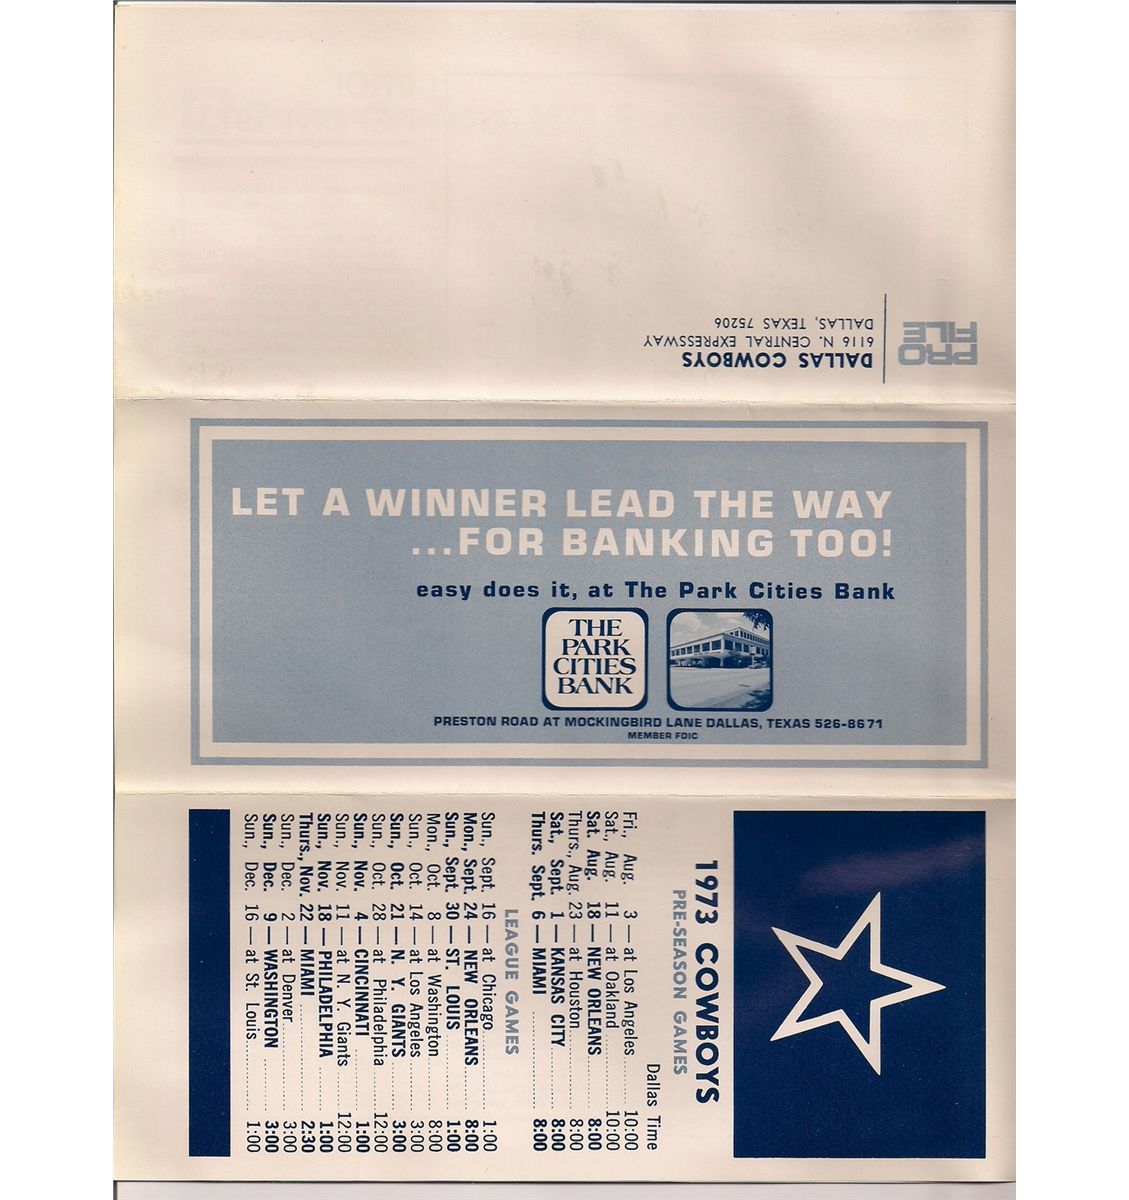 PRO
FILE
DALLAS COWBOYS
6116 N. CENTRAL EXPRESSWAY
DALLAS, TEXAS 75206
LET A WINNER LEAD THE WAY
...FOR BANKING TOO!
easy does it, at The Park Cities Bank
THE
PARK
CITIES
BANK
PRESTON ROAD AT MOCKINGBIRD LANE DALLAS, TEXAS 526-8671
MEMBER FDIC
1973 COWBOYS
PRE-SEASON GAMES
Dallas Time
Fri., Aug. 3 — at Los Angeles 10:00
Sat., Aug. 11 — at Oakland 10:00
Sat. Aug. 18 — NEW ORLEANS 8:00
Thurs., Aug. 23 — at Houston 8:00
Sat., Sept. 1 — KANSAS CITY 8:00
Thurs. Sept. 6 — MIAMI 8:00
LEAGUE GAMES
Sun., Sept. 16 — at Chicago 1:00
Mon., Sept. 24 — NEW ORLEANS 8:00
Sun., Sept. 30 — ST. LOUIS 1:00
Mon., Oct. 8 — at Washington 8:00
Sun., Oct. 14 — at Los Angeles 3:00
Sun., Oct. 21 — N. Y. GIANTS 3:00
Sun., Oct. 28 — at Philadelphia 12:00
Sun., Nov. 4 — CINCINNATI 1:00
Sun., Nov. 11 — at N. Y. Giants 12:00
Sun., Nov. 18 — PHILADELPHIA 1:00
Thurs., Nov. 22 — MIAMI 2:30
Sun., Dec. 2 — at Denver 3:00
Sun., Dec. 9 — WASHINGTON 3:00
Sun., Dec. 16 — at St. Louis 1:00